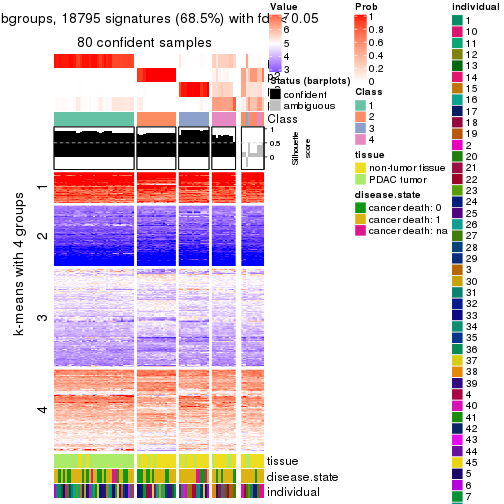 bgroups, 18795 signatures (68.5%) with fd 0.05
80 confident samples
Class
1
0.5
0
Silhouette
score
k-means with 4 groups
1
2
3
4
tissue
disease.state
individual
Value
7
6
5
4
3
Status (barplots)
confident
ambiguous
Prob
1
0.8
0.6
0.4
0.2
0
Class
1
2
3
4
tissue
non-tumor tissue
PDAC tumor
disease.state
cancer death: 0
cancer death: 1
cancer death: na
individual
1
10
11
12
13
14
15
16
17
18
19
2
20
21
22
23
24
25
26
27
28
29
3
30
31
32
33
34
35
36
37
38
39
4
40
41
42
43
44
45
5
6
7